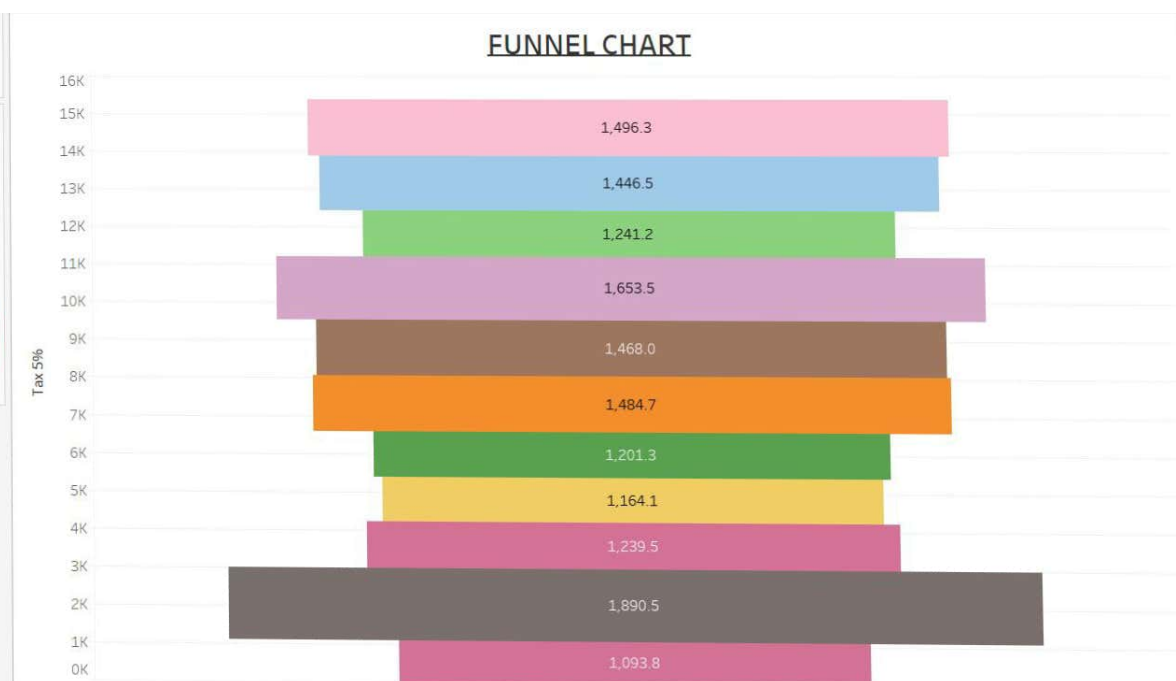 FUNNEL CHART
16K
15K
1,496.3
14K
13K
1,446.5
12K
1,241.2
11K
1,653.5
10K
9K
1,468.0
Tax 5%
8K
1,484.7
7K
6K
1,201.3
5K
1,164.1
4K
1,239.5
3K
2K
1,890.5
1K
1,093.8
0K